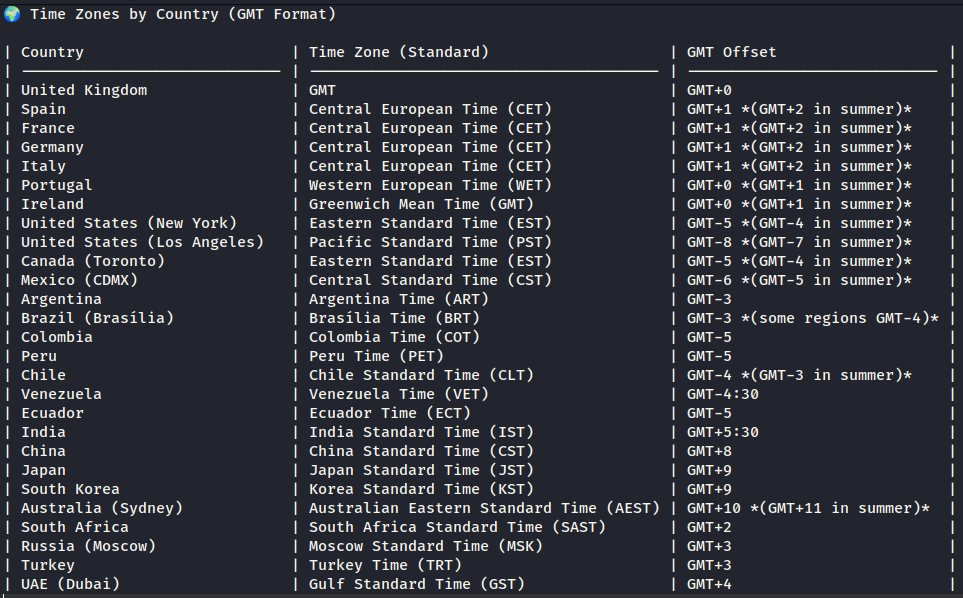 🌍 Time Zones by Country (GMT Format)
| Country | Time Zone (Standard) | GMT Offset |
| ───────────────────────────── | ─────────────────────────────────────── | ──────────────────────────── |
| United Kingdom | GMT | GMT+0 |
| Spain | Central European Time (CET) | GMT+1 *(GMT+2 in summer)* |
| France | Central European Time (CET) | GMT+1 *(GMT+2 in summer)* |
| Germany | Central European Time (CET) | GMT+1 *(GMT+2 in summer)* |
| Italy | Central European Time (CET) | GMT+1 *(GMT+2 in summer)* |
| Portugal | Western European Time (WET) | GMT+0 *(GMT+1 in summer)* |
| Ireland | Greenwich Mean Time (GMT) | GMT+0 *(GMT+1 in summer)* |
| United States (New York) | Eastern Standard Time (EST) | GMT-5 *(GMT-4 in summer)* |
| United States (Los Angeles) | Pacific Standard Time (PST) | GMT-8 *(GMT-7 in summer)* |
| Canada (Toronto) | Eastern Standard Time (EST) | GMT-5 *(GMT-4 in summer)* |
| Mexico (CDMX) | Central Standard Time (CST) | GMT-6 *(GMT-5 in summer)* |
| Argentina | Argentina Time (ART) | GMT-3 |
| Brazil (Brasília) | Brasília Time (BRT) | GMT-3 *(some regions GMT-4)* |
| Colombia | Colombia Time (COT) | GMT-5 |
| Peru | Peru Time (PET) | GMT-5 |
| Chile | Chile Standard Time (CLT) | GMT-4 *(GMT-3 in summer)* |
| Venezuela | Venezuela Time (VET) | GMT-4:30 |
| Ecuador | Ecuador Time (ECT) | GMT-5 |
| India | India Standard Time (IST) | GMT+5:30 |
| China | China Standard Time (CST) | GMT+8 |
| Japan | Japan Standard Time (JST) | GMT+9 |
| South Korea | Korea Standard Time (KST) | GMT+9 |
| Australia (Sydney) | Australian Eastern Standard Time (AEST) | GMT+10 *(GMT+11 in summer)* |
| South Africa | South Africa Standard Time (SAST) | GMT+2 |
| Russia (Moscow) | Moscow Standard Time (MSK) | GMT+3 |
| Turkey | Turkey Time (TRT) | GMT+3 |
| UAE (Dubai) | Gulf Standard Time (GST) | GMT+4 |